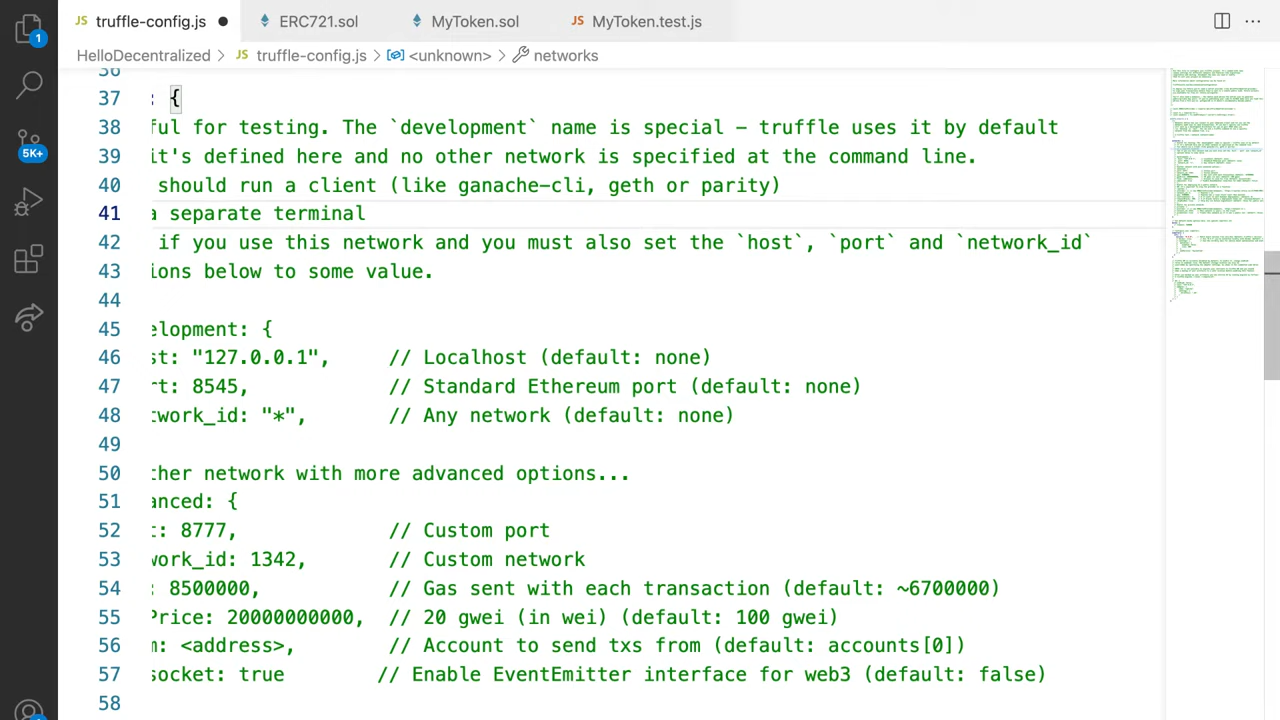 JS truffle-config.js ● ERC721.sol MyToken.sol JS MyToken.test.js ···
1
HelloDecentralized > JS truffle-config.js > <unknown> > networks
36
37 : {
38 ful for testing. The `development` name is special - truffle uses it by default
39 it's defined here and no other network is specified at the command line.
40 should run a client (like ganache-cli, geth or parity)
41 a separate terminal
5K+
42 if you use this network and you must also set the `host`, `port` and `network_id`
43 ions below to some value.
44
45 elopment: {
46 st: "127.0.0.1", // Localhost (default: none)
47 rt: 8545, // Standard Ethereum port (default: none)
48 twork_id: "*", // Any network (default: none)
49
50 ther network with more advanced options...
51 anced: {
52 t: 8777, // Custom port
53 work_id: 1342, // Custom network
54 : 8500000, // Gas sent with each transaction (default: ~6700000)
55 Price: 20000000000, // 20 gwei (in wei) (default: 100 gwei)
56 m: <address>, // Account to send txs from (default: accounts[0])
57 socket: true // Enable EventEmitter interface for web3 (default: false)
58